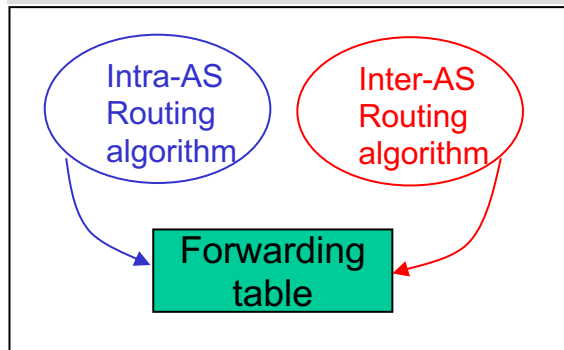 Intra-AS
Routing
algorithm
Inter-AS
Routing
algorithm
Forwarding
table